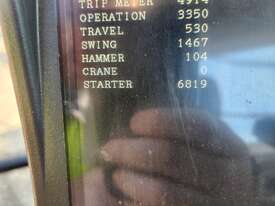 TRIP METER 4914
OPERATION 3350
TRAVEL 530
SWING 1467
HAMMER 104
CRANE 0
STARTER 6819